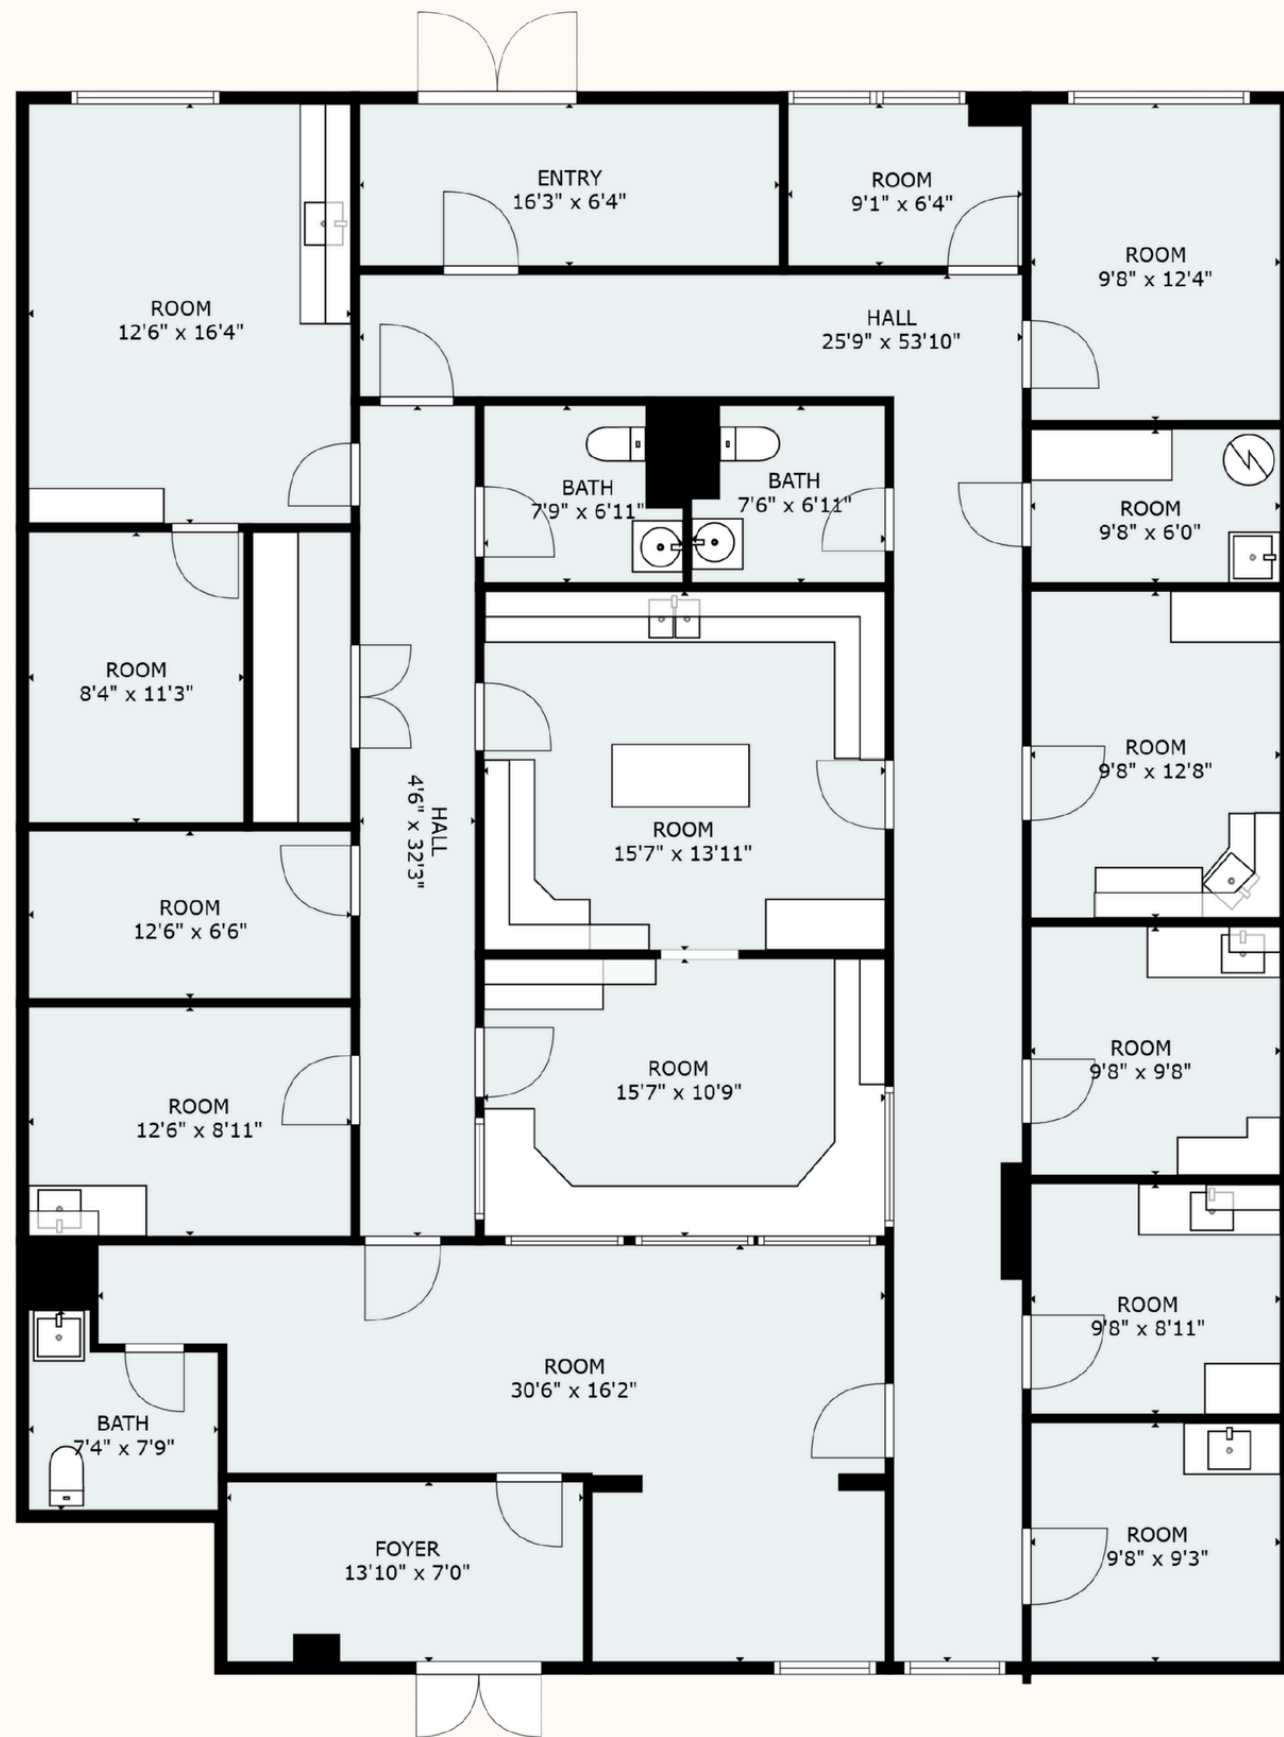 ENTRY
16'3" x 6'4"
ROOM
9'1" x 6'4"
ROOM
9'8" x 12'4"
ROOM
12'6" x 16'4"
HALL
25'9" x 53'10"
BATH
7'9" x 6'11"
BATH
7'6" x 6'11"
ROOM
9'8" x 6'0"
ROOM
8'4" x 11'3"
HALL
4'6" x 32'3"
ROOM
15'7" x 13'11"
ROOM
9'8" x 12'8"
ROOM
12'6" x 6'6"
ROOM
12'6" x 8'11"
ROOM
15'7" x 10'9"
ROOM
9'8" x 9'8"
ROOM
9'8" x 8'11"
ROOM
30'6" x 16'2"
BATH
7'4" x 7'9"
FOYER
13'10" x 7'0"
ROOM
9'8" x 9'3"